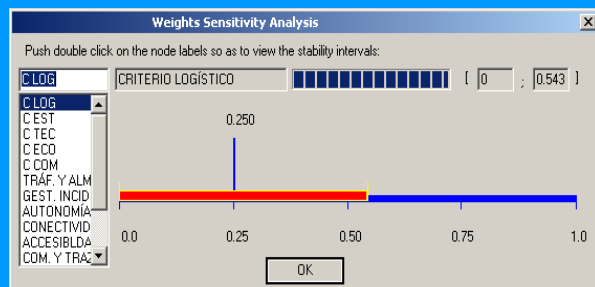 Weights Sensitivity Analysis
Push double click on the node labels so as to view the stability intervals:
C LOG
CRITERIO LOGÍSTICO
[ 0 ; 0.543 ]
C LOG
C EST
C TEC
C ECO
C COM
TRÁF. Y ALM
GEST. INCID
AUTONOMÍA
CONECTIVID
ACCESIBLDA
COM. Y TRAZ
0.250
0.0 0.25 0.50 0.75 1.0
OK